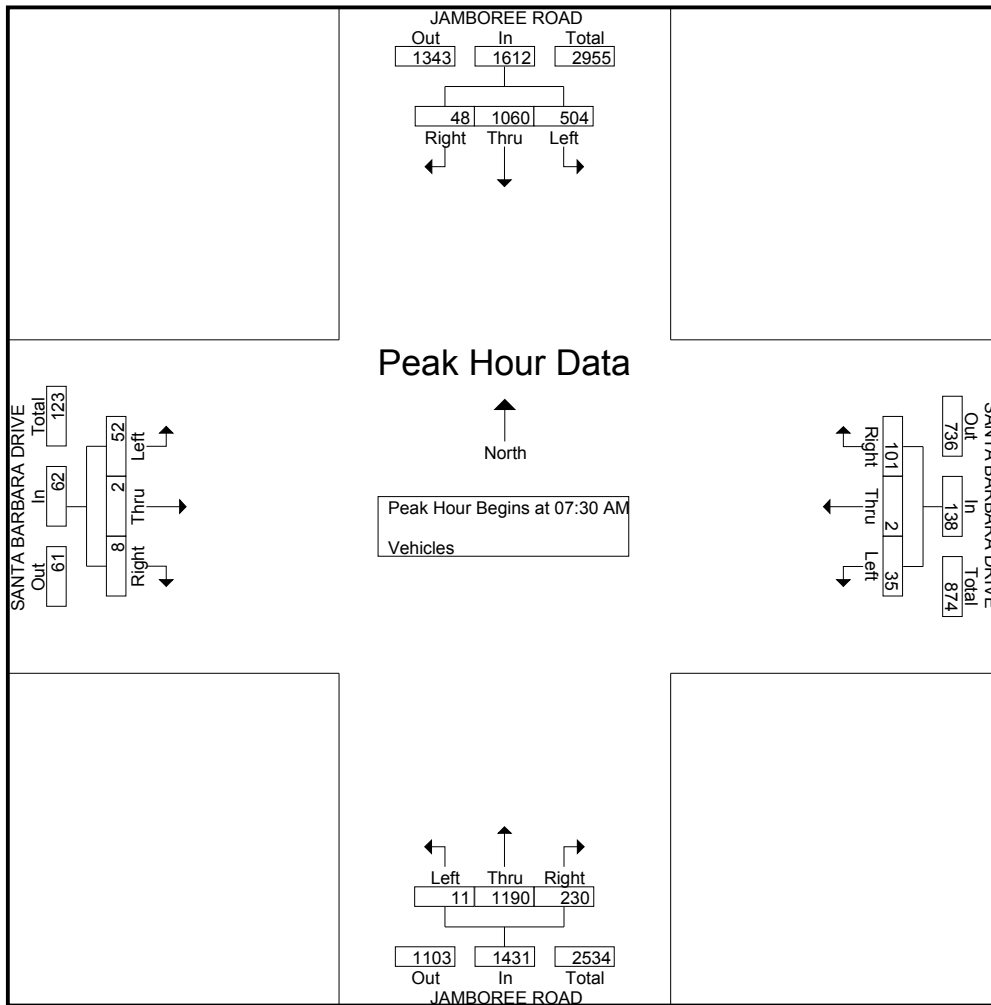 JAMBOREE ROAD
Out In Total
1343 1612 2955
48 1060 504
Right Thru Left
Peak Hour Data
North
Peak Hour Begins at 07:30 AM
Vehicles
SANTA BARBARA DRIVE
Total In Out
123 62 61
52 2 8
Left Thru Right
SANTA BARBARA DRIVE
Out In Total
736 138 874
101 2 35
Right Thru Left
Left Thru Right
11 1190 230
1103 1431 2534
Out In Total
JAMBOREE ROAD